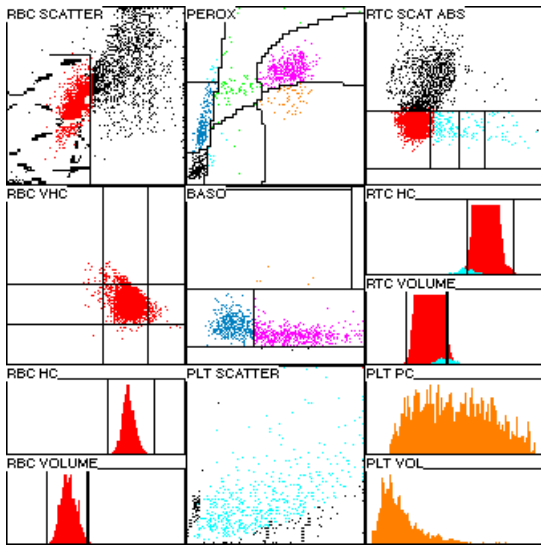 RBC SCATTER
PEROX
RTC SCAT ABS
RBC VHC
BASO
RTC HC
RTC VOLUME
RBC HC
PLT SCATTER
PLT PC
RBC VOLUME
PLT VOL